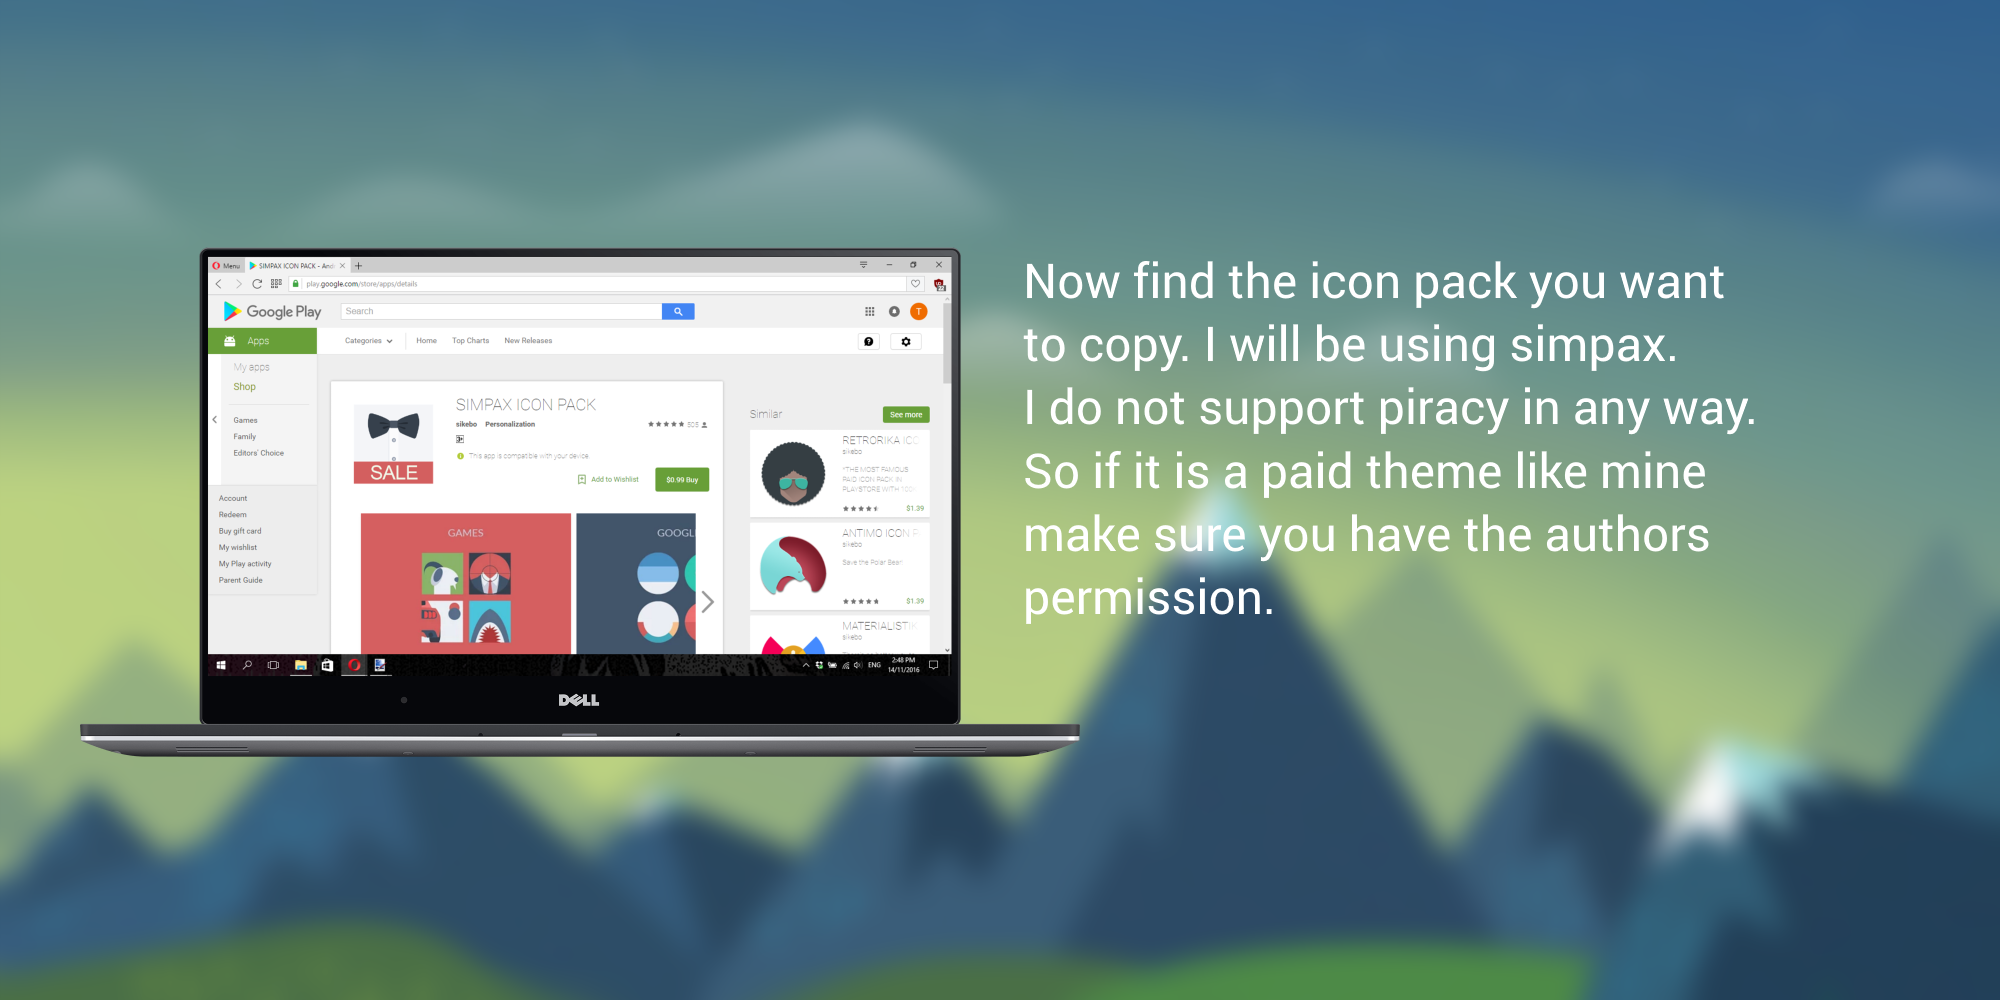 Menu
SIMPAX ICON PACK - And
play.google.com/store/apps/details
Google Play
Search
T
Apps
Categories
Home
Top Charts
New Releases
My apps
Shop
Games
Family
Editors' Choice
Account
Redeem
Buy gift card
My wishlist
My Play activity
Parent Guide
SALE
SIMPAX ICON PACK
sikebo Personalization
505
3+
This app is compatible with your device.
Add to Wishlist
$0.99 Buy
GAMES
GOOGL
Similar
See more
RETRORIKA ICO
sikebo
*THE MOST FAMOUS
PAID ICON PACK IN
PLAYSTORE WITH 100
$1.39
ANTIMO ICON P
sikebo
Save the Polar Bear!
$1.39
MATERIALISTIK
sikebo
ENG
2:48 PM
14/11/2016
DELL
Now find the icon pack you want
to copy. I will be using simpax.
I do not support piracy in any way.
So if it is a paid theme like mine
make sure you have the authors
permission.